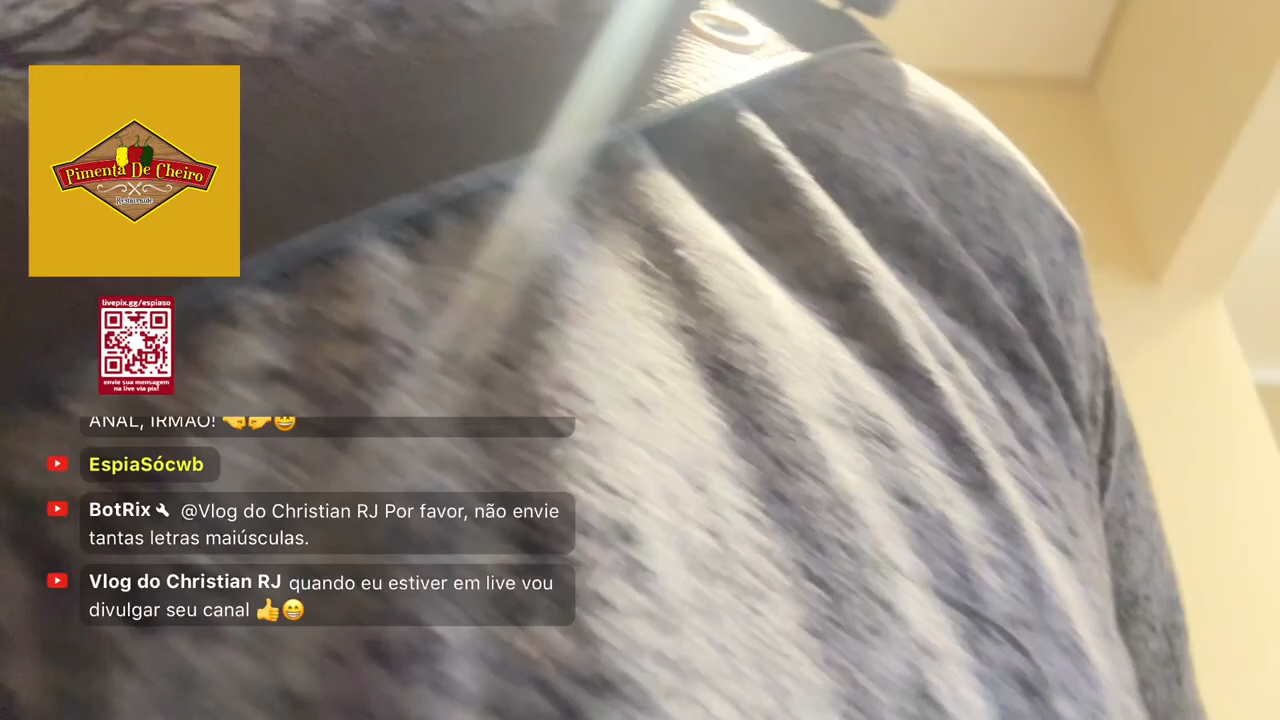 Pimenta De Cheiro
Restaurante
livepix.gg/espiaso
envie sua mensagem
na live via pix!
ANAL, IRMÃO! 🤜🤛😁
EspiaSócwb
BotRix @Vlog do Christian RJ Por favor, não envie
tantas letras maiúsculas.
Vlog do Christian RJ quando eu estiver em live vou
divulgar seu canal 👍😁